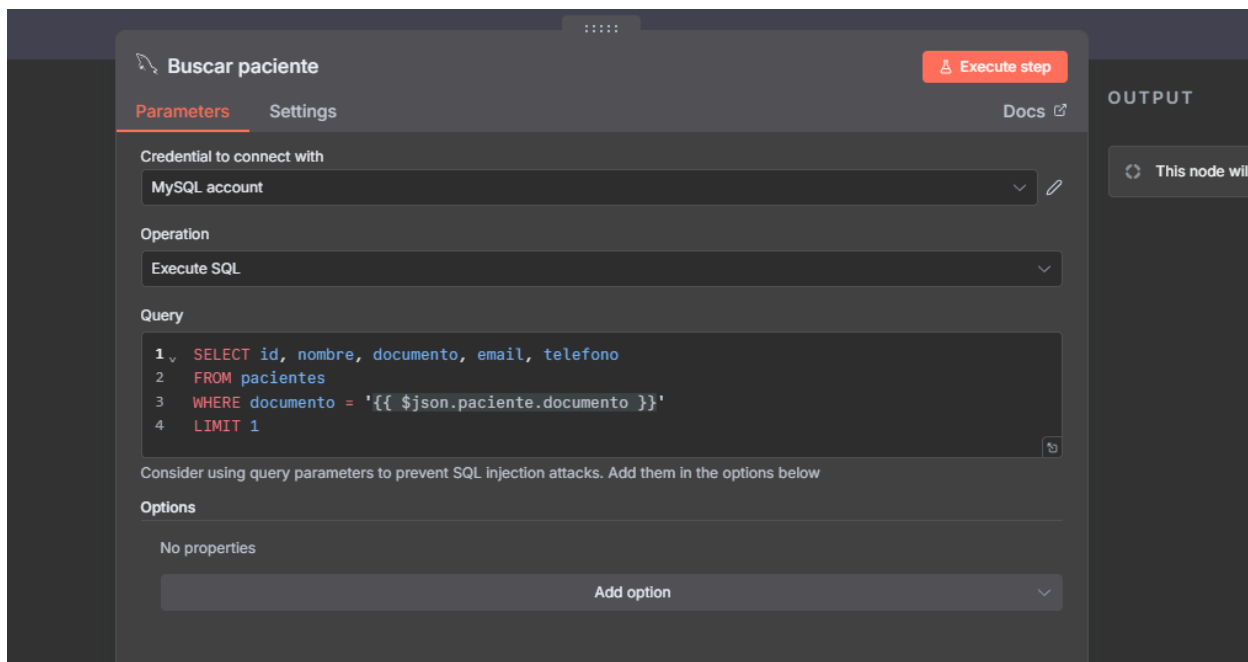 Buscar paciente
Execute step
Parameters Settings
Docs
OUTPUT
Credential to connect with
MySQL account
This node wil
Operation
Execute SQL
Query
1 SELECT id, nombre, documento, email, telefono
2 FROM pacientes
3 WHERE documento = '{{ $json.paciente.documento }}'
4 LIMIT 1
Consider using query parameters to prevent SQL injection attacks. Add them in the options below
Options
No properties
Add option